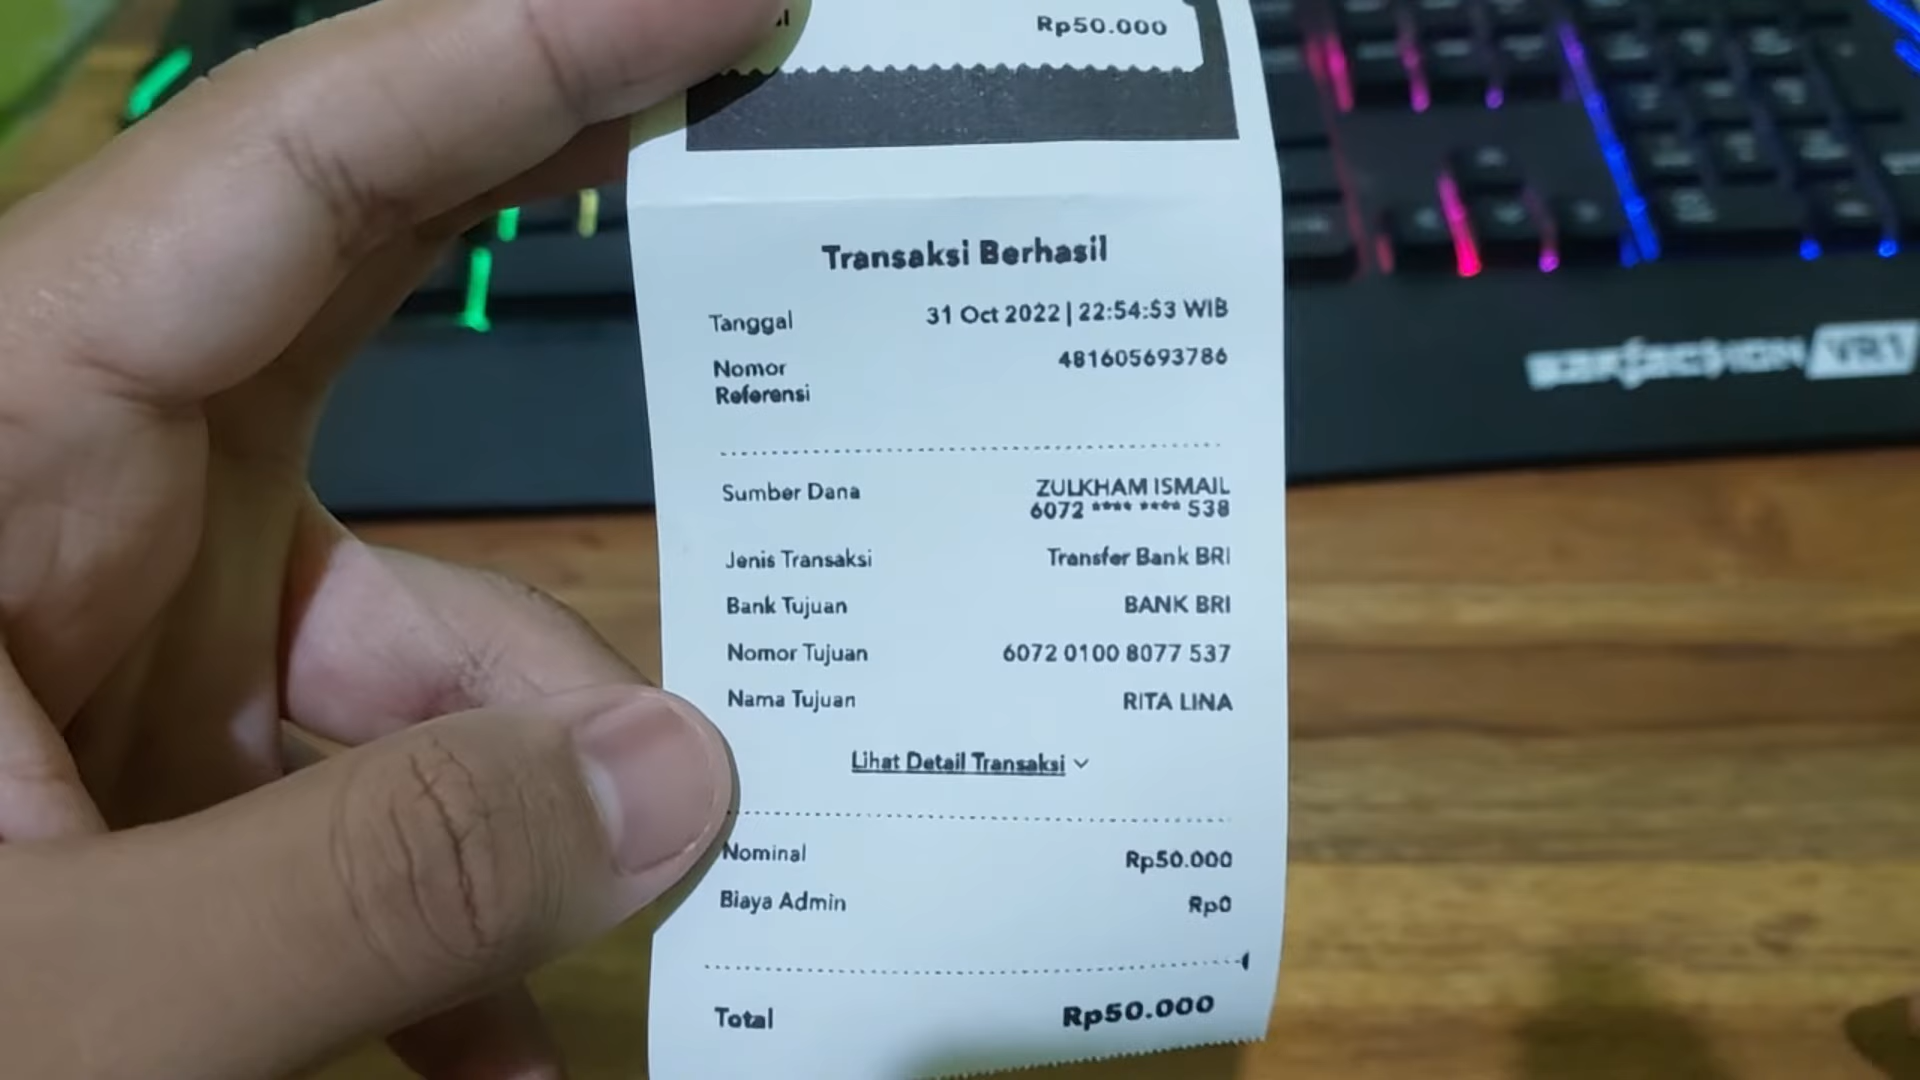 Rp50.000
Transaksi Berhasil
Tanggal 31 Oct 2022 | 22:54:53 WIB
Nomor Referensi 481605693786
Sumber Dana ZULKHAM ISMAIL
6072 **** **** 538
Jenis Transaksi Transfer Bank BRI
Bank Tujuan BANK BRI
Nomor Tujuan 6072 0100 8077 537
Nama Tujuan RITA LINA
Lihat Detail Transaksi
Nominal Rp50.000
Biaya Admin Rp0
Total Rp50.000
VR1